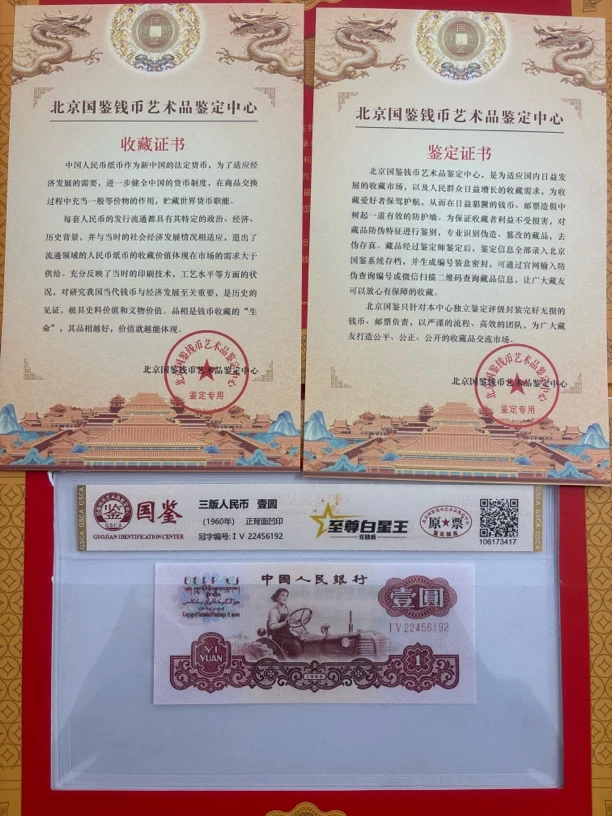 北京国鉴钱币艺术品鉴定中心
收藏证书
中国人民币纸币作为新中国的法定货币，为了适应经
济发展的需要，进一步健全中国的货币制度，在商品交换
过程中充当一般等价物的作用，贮藏世界货币职能。
每套人民币的发行流通都具有其特定的政治、经济、
历史背景，并与当时的社会经济发展情况相适应，退出了
流通领域的人民币纸币的收藏价值体现在市场的需求大于
供给。充分反映了当时的印刷技术，工艺水平等方面的状
况，对研究我国当代钱币与经济发展至关重要，是历史的
见证，极具史料价值和文物价值。品相是钱币收藏的“生
命”，其品相越好，价值就越能体现。
北京国鉴钱币艺术品鉴定中心
鉴定专用
北京国鉴钱币艺术品鉴定中心
鉴定证书
北京国鉴钱币艺术品鉴定中心，是为适应国内日益发
展的收藏市场，以及人民群众日益增长的收藏需求，为收
藏爱好者保驾护航，从而在日益猖獗的钱币、邮票造假中
树起一道有效的防护墙。为保证收藏者利益不受损害，对
藏品防伪特征进行鉴别，专业识别伪造、篡改的藏品，去
伪存真。藏品经过鉴定师鉴定后，鉴定信息全部录入北京
国鉴系统存档，并生成编号装盒密封，可通过官网输入防
伪查询编号或微信扫描二维码查询藏品信息，让广大藏
友可以放心有保障的收藏。
北京国鉴只针对本中心独立鉴定评级封装完好无损的
钱币、邮票负责，以严谨的流程、高效的团队，为广大藏
友打造公平、公正、公开的收藏品交流市场。
北京国鉴钱币艺术品鉴定中心
鉴定专用
GSCA GSCA GSCA
鉴
GSCA
国鉴
GUOJIAN IDENTIFICATION CENTER
三版人民币 壹圆
（1960年） 正背面凹印
冠字编号: I V 22456192
至尊白星王
原★票
106173417
GSCA GSCA GSCA
中國人民銀行
壹圓
I V 22456192
YI
YUAN
1960
1